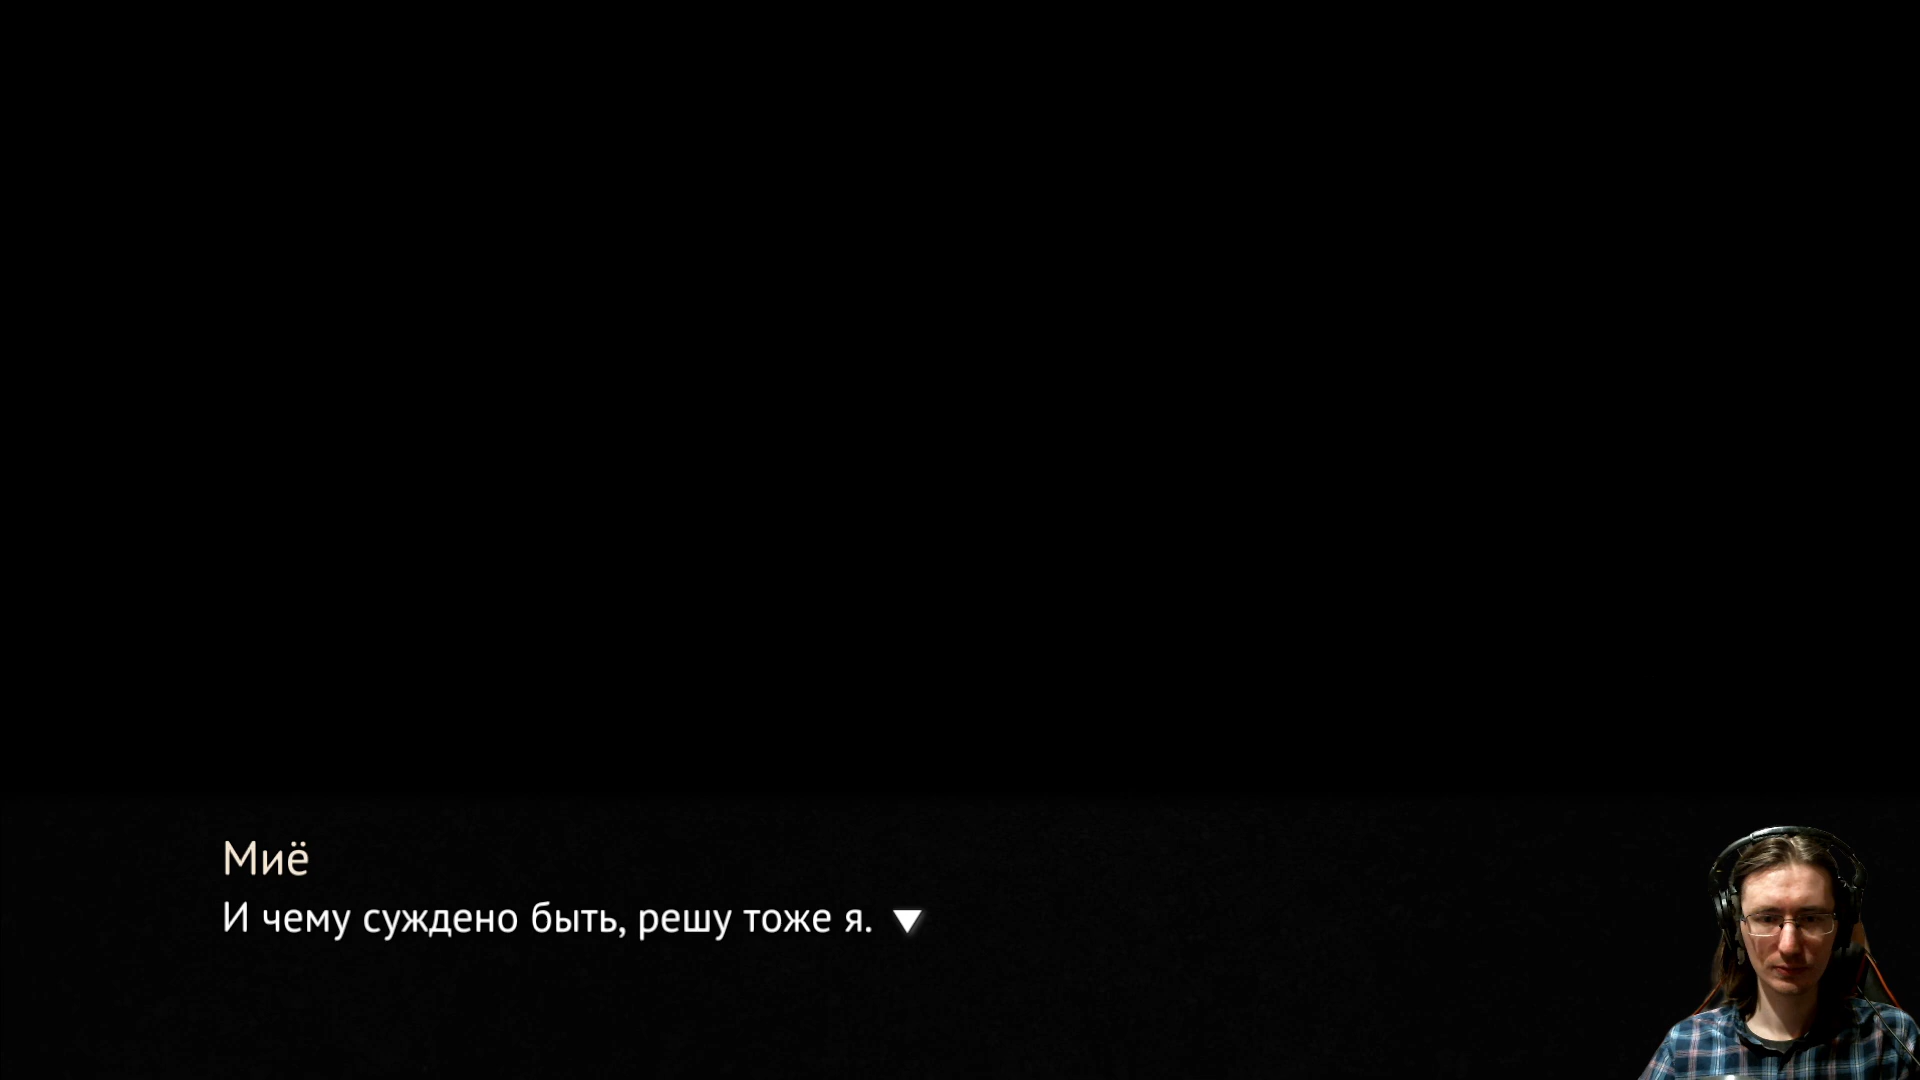 Миё
И чему суждено быть, решу тоже я.